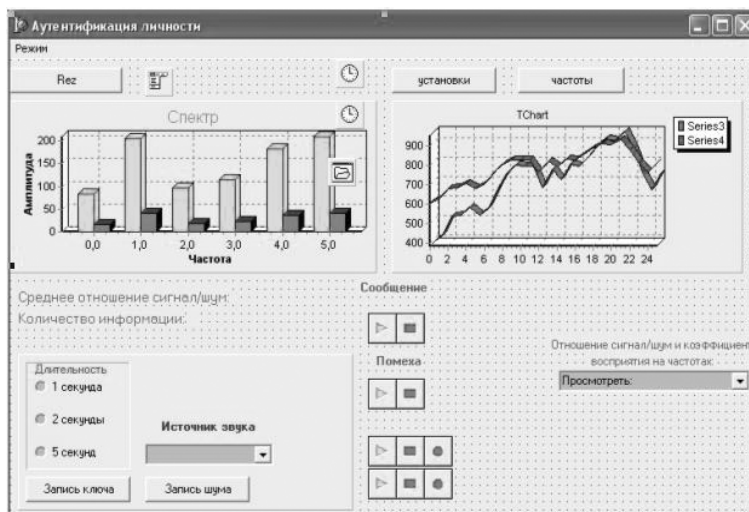 Аутентификация личности
Режим
Rez
установки
частоты
Спектр
Амплитуда
200
150
100
50
0
0,0 1,0 2,0 3,0 4,0 5,0
Частота
TChart
900
800
700
600
500
400
0 2 4 6 8 10 12 14 16 18 20 22 24
Series3
Series4
Среднее отношение сигнал/шум:
Количество информации:
Сообщение
Помеха
Отношение сигнал/шум и коэффициент
восприятия на частотах:
Просмотреть:
Длительность
1 секунда
2 секунды
5 секунд
Источник звука
Запись ключа
Запись шума